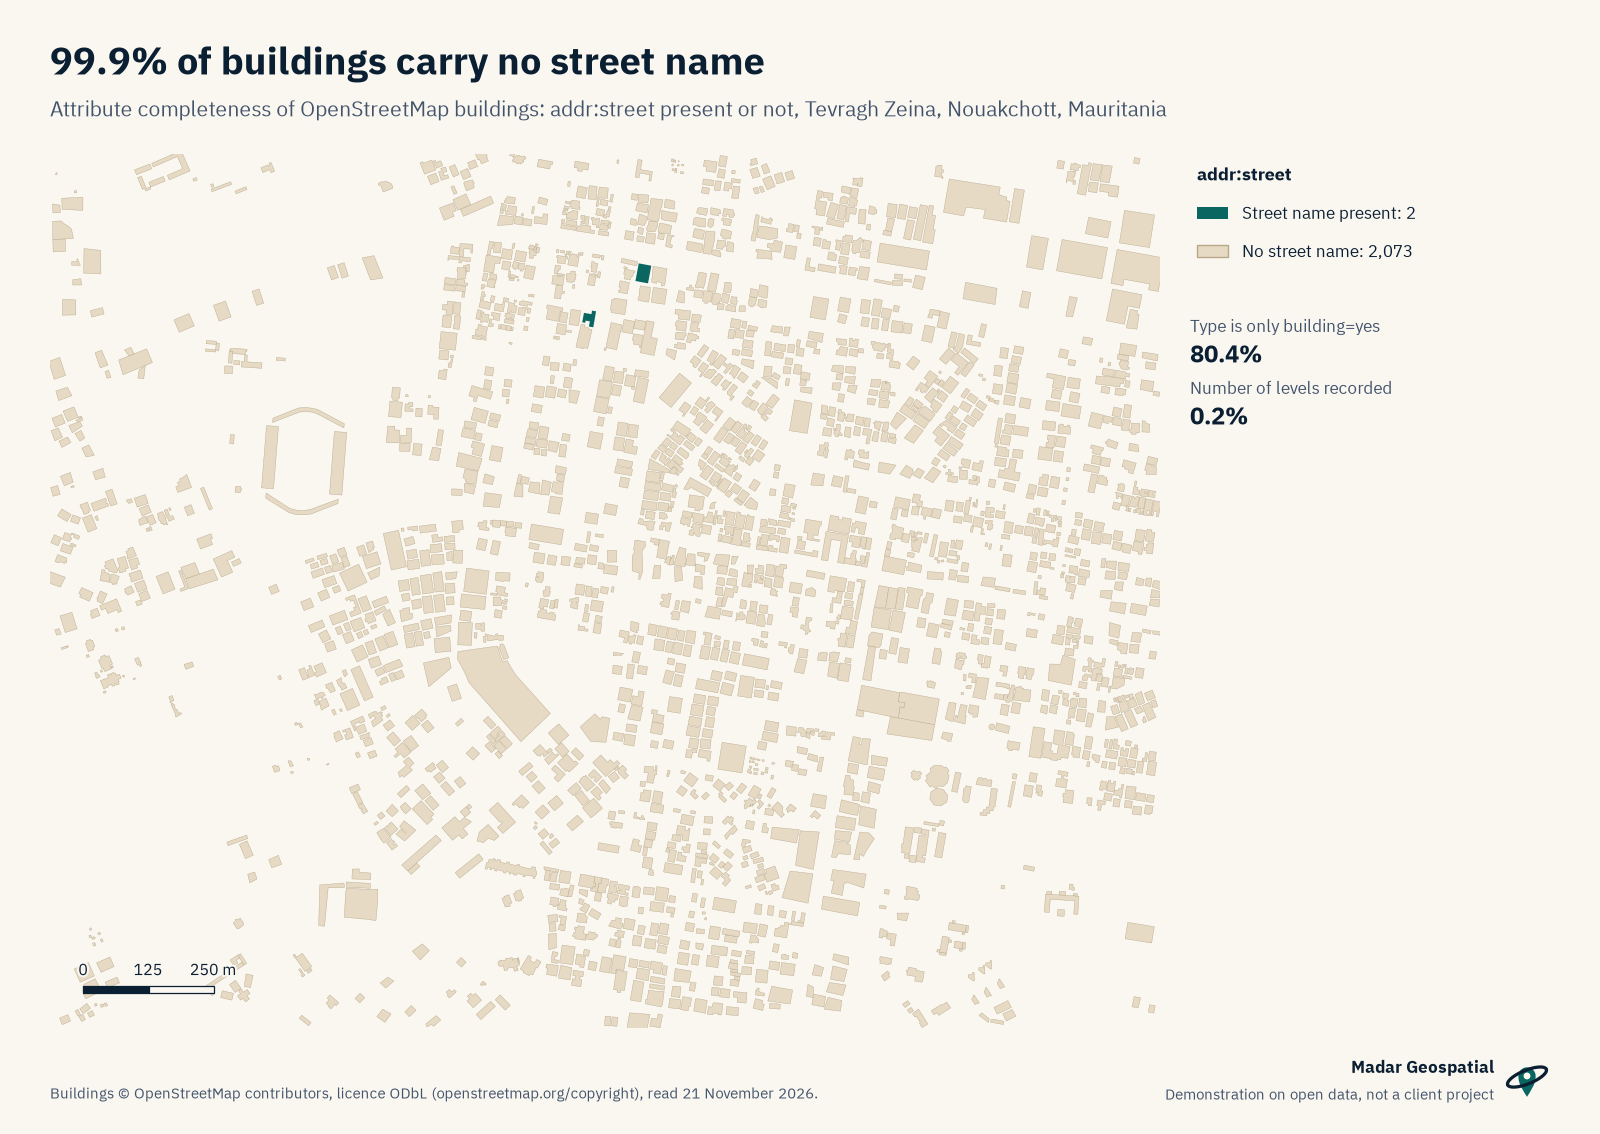 99.9% of buildings carry no street name
Attribute completeness of OpenStreetMap buildings: addr:street present or not, Tevragh Zeina, Nouakchott, Mauritania
addr:street
Street name present: 2
No street name: 2,073
Type is only building=yes
80.4%
Number of levels recorded
0.2%
0 125 250 m
Madar Geospatial
Demonstration on open data, not a client project
Buildings © OpenStreetMap contributors, licence ODbL (openstreetmap.org/copyright), read 21 November 2026.